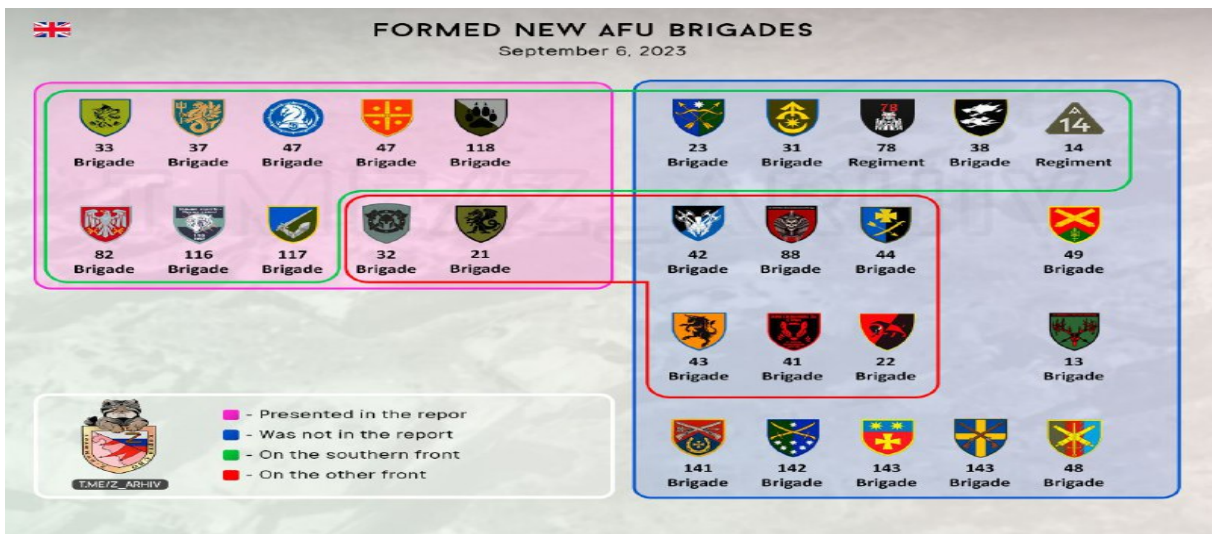 FORMED NEW AFU BRIGADES
September 6, 2023
33 Brigade
37 Brigade
47 Brigade
47 Brigade
118 Brigade
23 Brigade
31 Brigade
78
78 Regiment
38 Brigade
14
14 Regiment
82 Brigade
116 Brigade
117 Brigade
32 Brigade
21 Brigade
42 Brigade
88 Brigade
44 Brigade
49 Brigade
43 Brigade
41 Brigade
22 Brigade
13 Brigade
- Presented in the repor
- Was not in the report
- On the southern front
- On the other front
T.ME/Z_ARHIV
141 Brigade
142 Brigade
143 Brigade
143 Brigade
48 Brigade
T.ME/Z_ARHIV